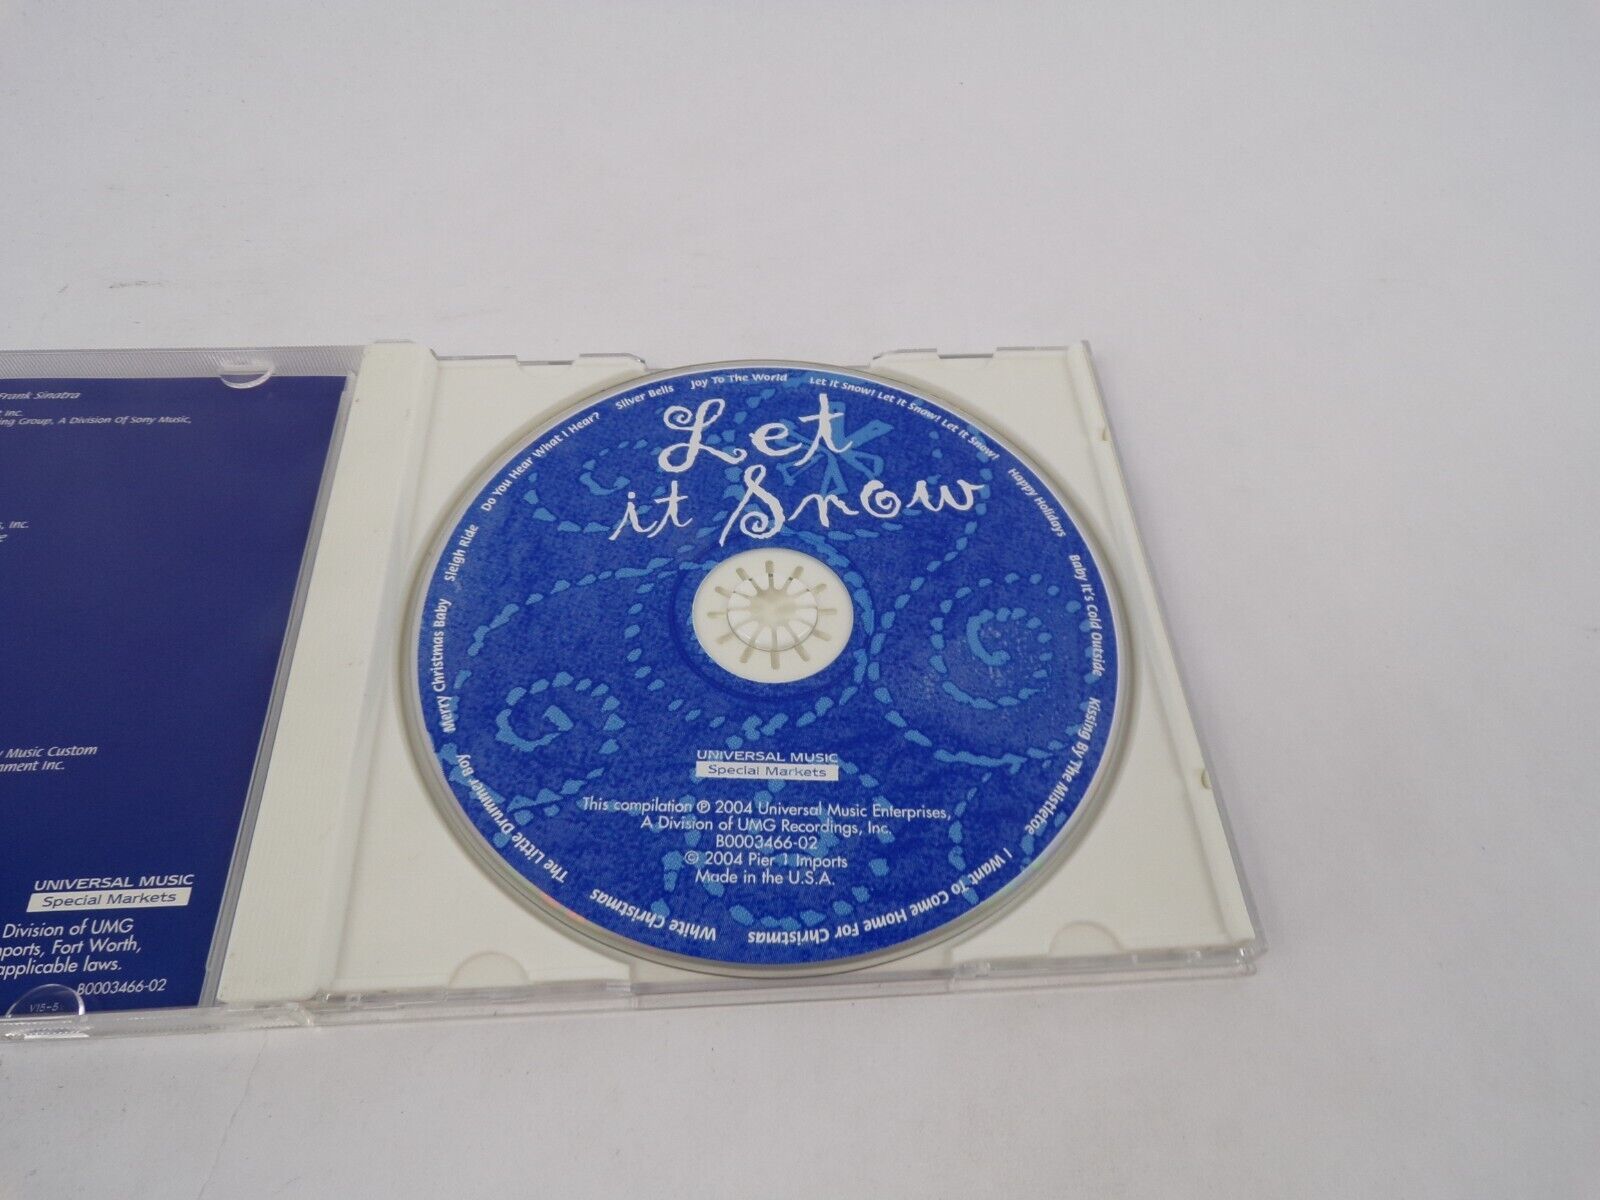 Frank Sinatra
Inc.
ing Group, A Division Of Sony Music,
s, Inc.
Music Custom
nment Inc.
UNIVERSAL MUSIC
Special Markets
Division of UMG
ports, Fort Worth,
applicable laws.
B0003466-02
Let
it Snow
Let It Snow! Let It Snow! Let It Snow!
Happy Holidays
Baby It's Cold Outside
Kissing By The Mistletoe
I Want To Come Home For Christmas
White Christmas
The Little Drummer Boy
Merry Christmas Baby
Sleigh Ride
Do You Hear What I Hear?
Silver Bells
Joy To The World
UNIVERSAL MUSIC
Special Markets
This compilation ℗ 2004 Universal Music Enterprises,
A Division of UMG Recordings, Inc.
B0003466-02
© 2004 Pier 1 Imports
Made in the U.S.A.